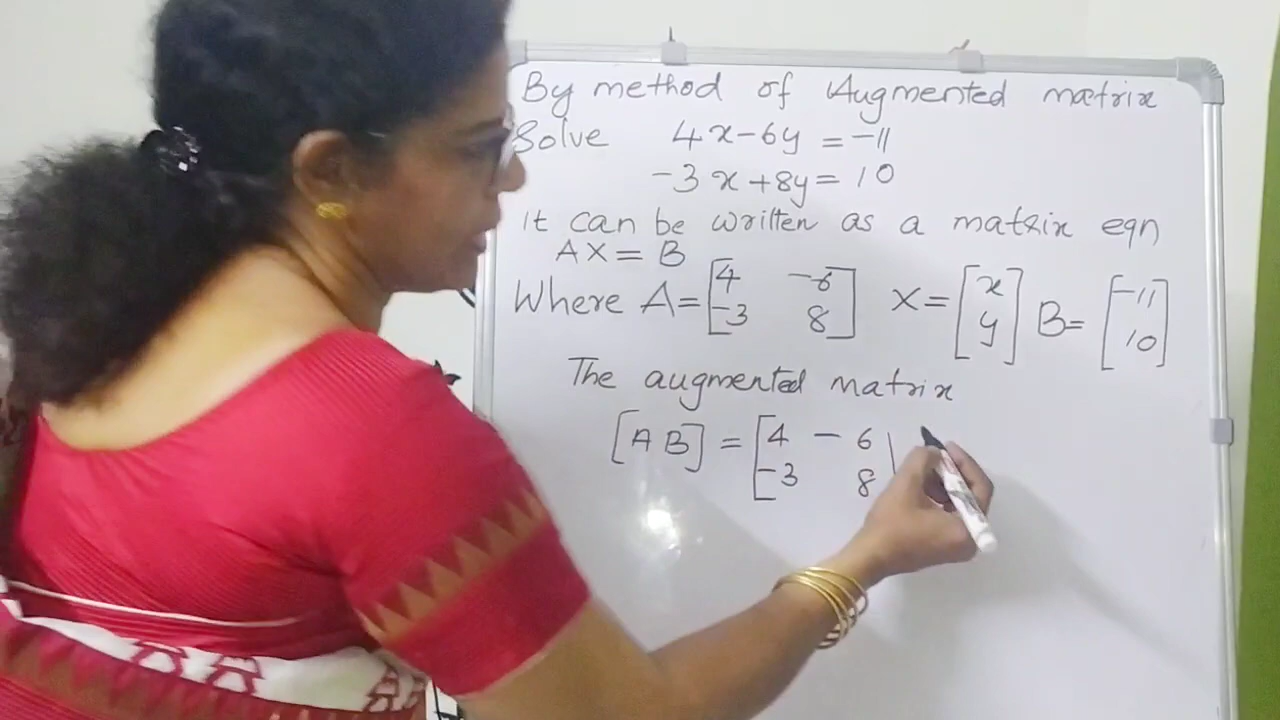 By method of Augmented matrix
Solve 4x-6y = -11
-3x+8y= 10
it can be written as a matrix eqn
AX= B
Where A= [4 -6 X= [x B= [-11
-3 8] y] 10]
The augmented matrix
[A B] = [4 - 6 |
-3 8